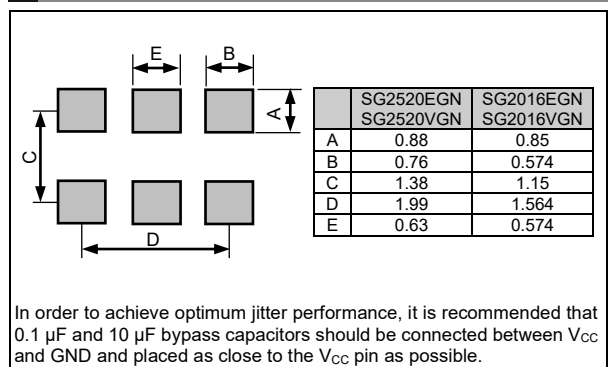 E B
A
C
D
SG2520EGN SG2016EGN
SG2520VGN SG2016VGN
A 0.88 0.85
B 0.76 0.574
C 1.38 1.15
D 1.99 1.564
E 0.63 0.574
In order to achieve optimum jitter performance, it is recommended that
0.1 µF and 10 µF bypass capacitors should be connected between VCC
and GND and placed as close to the VCC pin as possible.